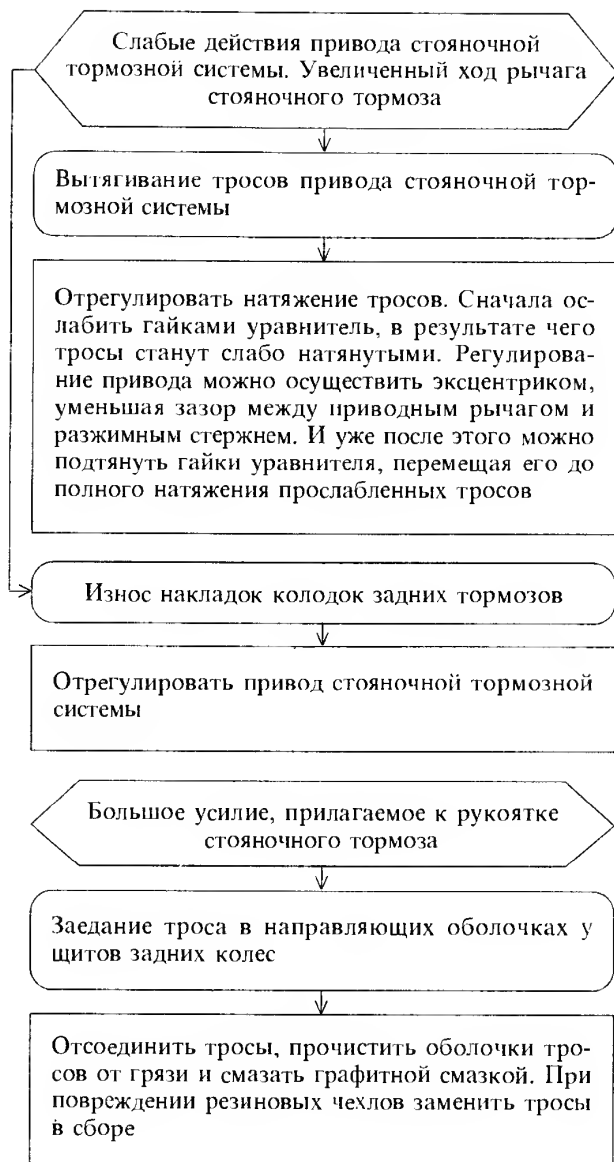 Слабые действия привода стояночной
тормозной системы. Увеличенный ход рычага
стояночного тормоза
Вытягивание тросов привода стояночной тор-
мозной системы
Отрегулировать натяжение тросов. Сначала ос-
лабить гайками уравнитель, в результате чего
тросы станут слабо натянутыми. Регулирова-
ние привода можно осуществить эксцентриком,
уменьшая зазор между приводным рычагом и
разжимным стержнем. И уже после этого можно
подтянуть гайки уравнителя, перемещая его до
полного натяжения прослабленных тросов
Износ накладок колодок задних тормозов
Отрегулировать привод стояночной тормозной
системы
Большое усилие, прилагаемое к рукоятке
стояночного тормоза
Заедание троса в направляющих оболочках у
щитов задних колес
Отсоединить тросы, прочистить оболочки тро-
сов от грязи и смазать графитной смазкой. При
повреждении резиновых чехлов заменить тросы
в сборе